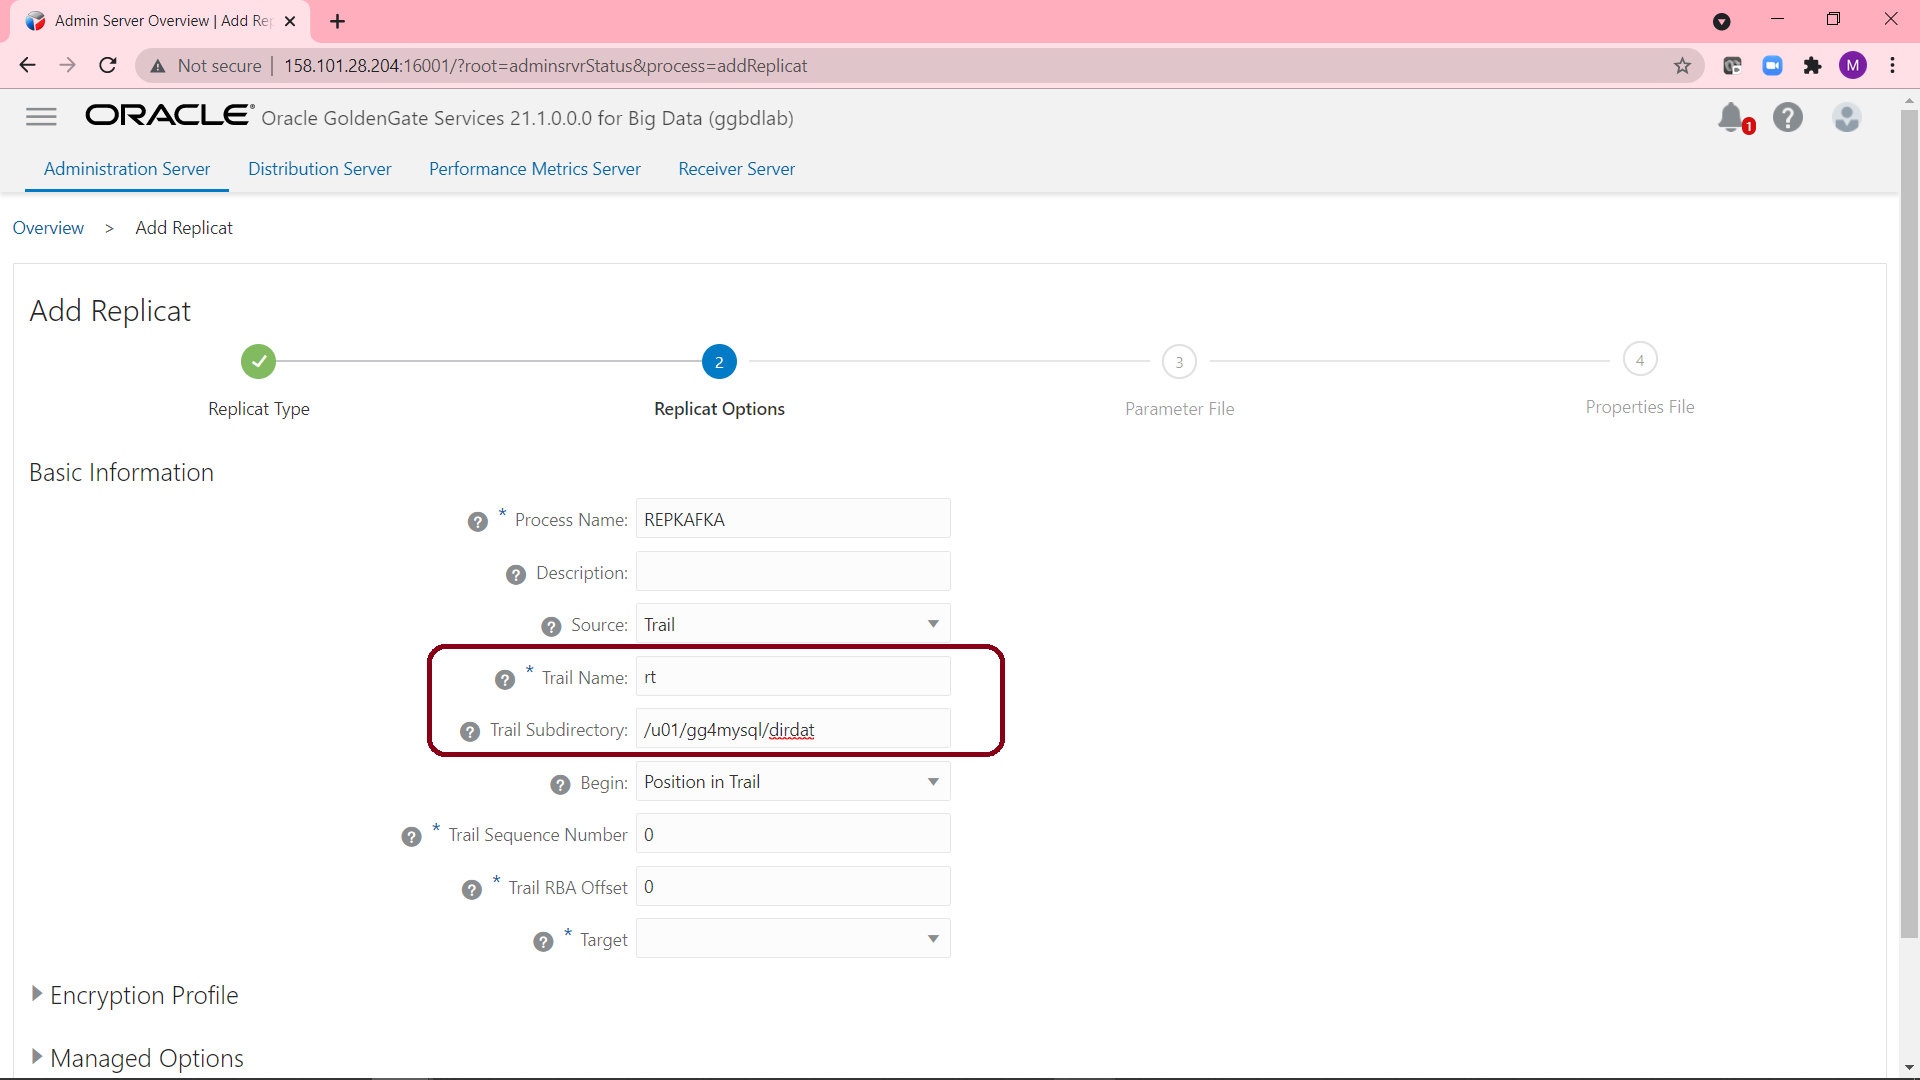 Admin Server Overview | Add Rep
Not secure | 158.101.28.204:16001/?root=adminsrvrStatus&process=addReplicat
M
ORACLE® Oracle GoldenGate Services 21.1.0.0.0 for Big Data (ggbdlab)
1
?
Administration Server Distribution Server Performance Metrics Server Receiver Server
Overview > Add Replicat
Add Replicat
2 3 4
Replicat Type Replicat Options Parameter File Properties File
Basic Information
? * Process Name: REPKAFKA
? Description:
? Source: Trail
? * Trail Name: rt
? Trail Subdirectory: /u01/gg4mysql/dirdat
? Begin: Position in Trail
? * Trail Sequence Number 0
? * Trail RBA Offset 0
? * Target
Encryption Profile
Managed Options